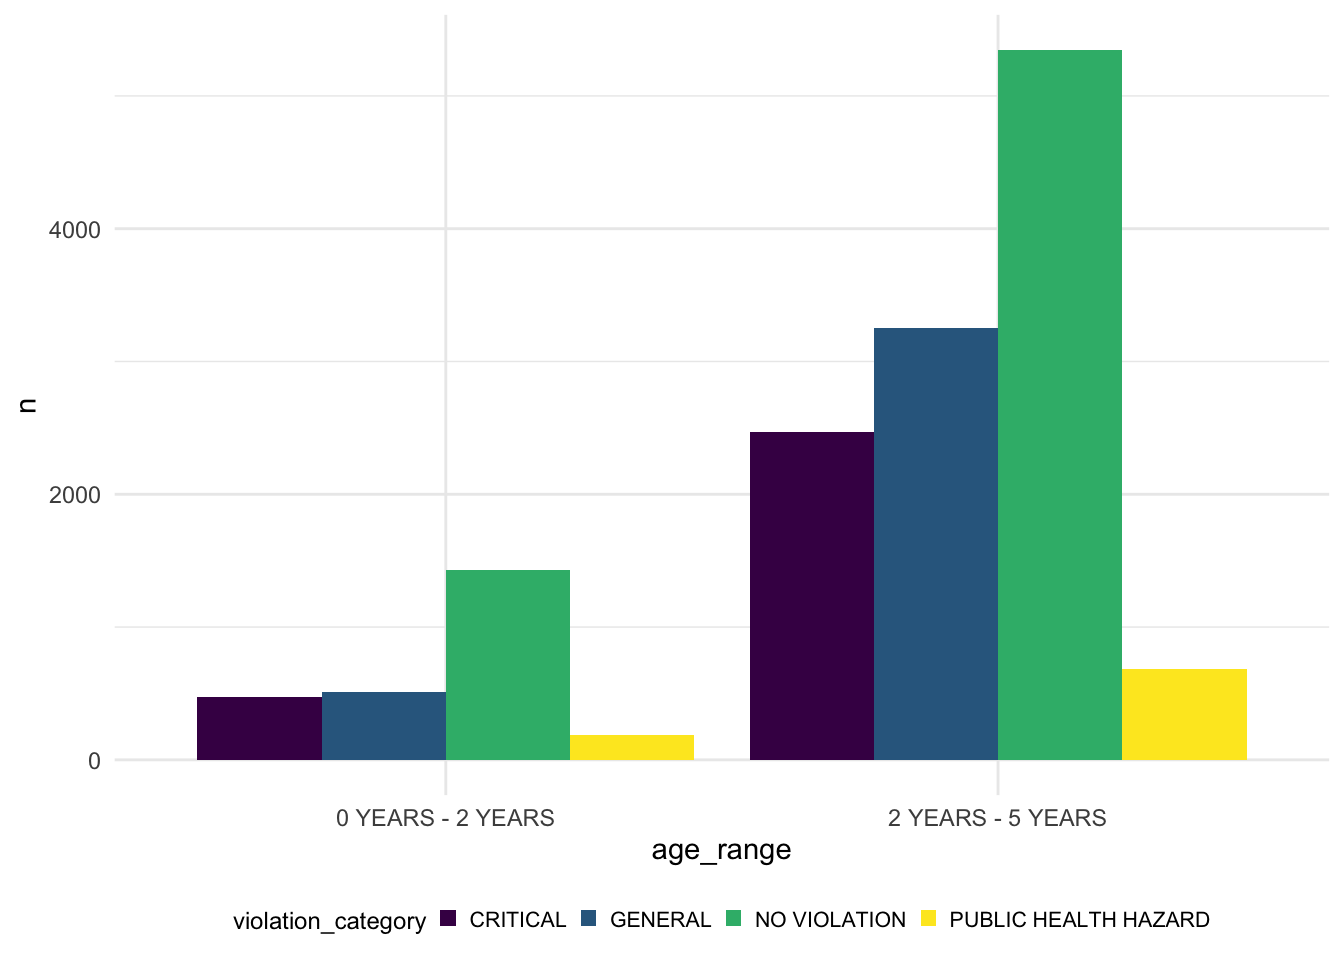 4000
2000
0
n
0 YEARS - 2 YEARS
2 YEARS - 5 YEARS
age_range
violation_category CRITICAL GENERAL NO VIOLATION PUBLIC HEALTH HAZARD